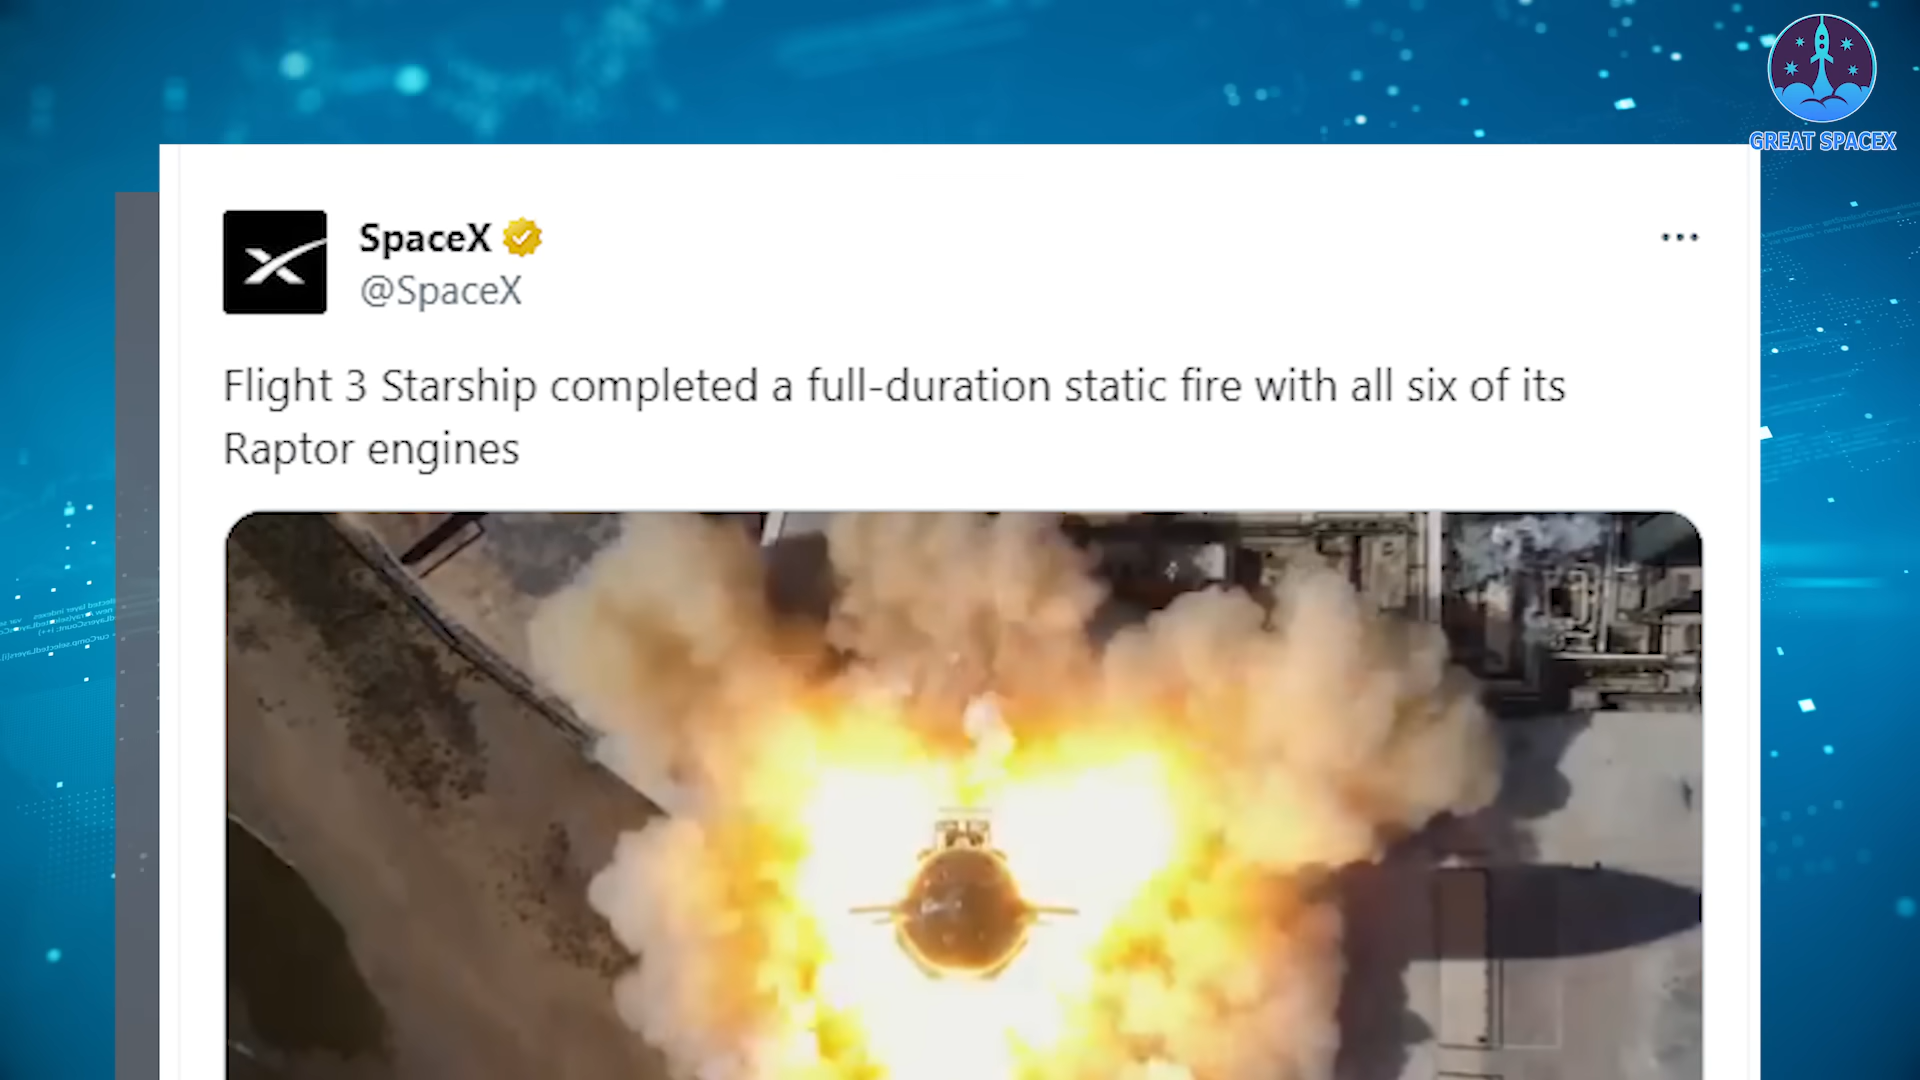 GREAT SPACEX
SpaceX
@SpaceX
Flight 3 Starship completed a full-duration static fire with all six of its
Raptor engines